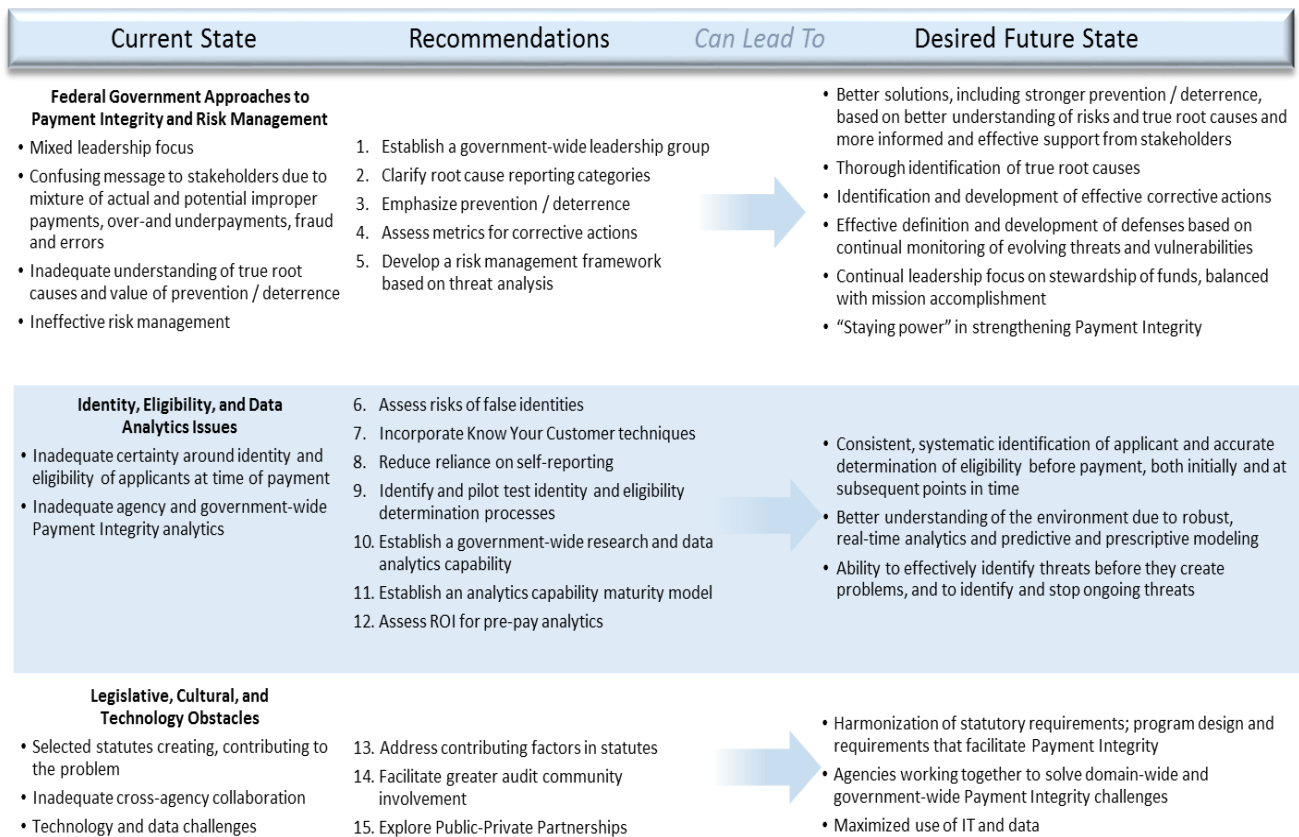 Current State
Recommendations
Can Lead To
Desired Future State
Federal Government Approaches to
Payment Integrity and Risk Management
• Mixed leadership focus
• Confusing message to stakeholders due to
mixture of actual and potential improper
payments, over-and underpayments, fraud
and errors
• Inadequate understanding of true root
causes and value of prevention / deterrence
• Ineffective risk management
1. Establish a government-wide leadership group
2. Clarify root cause reporting categories
3. Emphasize prevention / deterrence
4. Assess metrics for corrective actions
5. Develop a risk management framework
based on threat analysis
• Better solutions, including stronger prevention / deterrence,
based on better understanding of risks and true root causes and
more informed and effective support from stakeholders
• Thorough identification of true root causes
• Identification and development of effective corrective actions
• Effective definition and development of defenses based on
continual monitoring of evolving threats and vulnerabilities
• Continual leadership focus on stewardship of funds, balanced
with mission accomplishment
• “Staying power” in strengthening Payment Integrity
Identity, Eligibility, and Data
Analytics Issues
• Inadequate certainty around identity and
eligibility of applicants at time of payment
• Inadequate agency and government-wide
Payment Integrity analytics
6. Assess risks of false identities
7. Incorporate Know Your Customer techniques
8. Reduce reliance on self-reporting
9. Identify and pilot test identity and eligibility
determination processes
10. Establish a government-wide research and data
analytics capability
11. Establish an analytics capability maturity model
12. Assess ROI for pre-pay analytics
• Consistent, systematic identification of applicant and accurate
determination of eligibility before payment, both initially and at
subsequent points in time
• Better understanding of the environment due to robust,
real-time analytics and predictive and prescriptive modeling
• Ability to effectively identify threats before they create
problems, and to identify and stop ongoing threats
Legislative, Cultural, and
Technology Obstacles
• Selected statutes creating, contributing to
the problem
• Inadequate cross-agency collaboration
• Technology and data challenges
13. Address contributing factors in statutes
14. Facilitate greater audit community
involvement
15. Explore Public-Private Partnerships
• Harmonization of statutory requirements; program design and
requirements that facilitate Payment Integrity
• Agencies working together to solve domain-wide and
government-wide Payment Integrity challenges
• Maximized use of IT and data